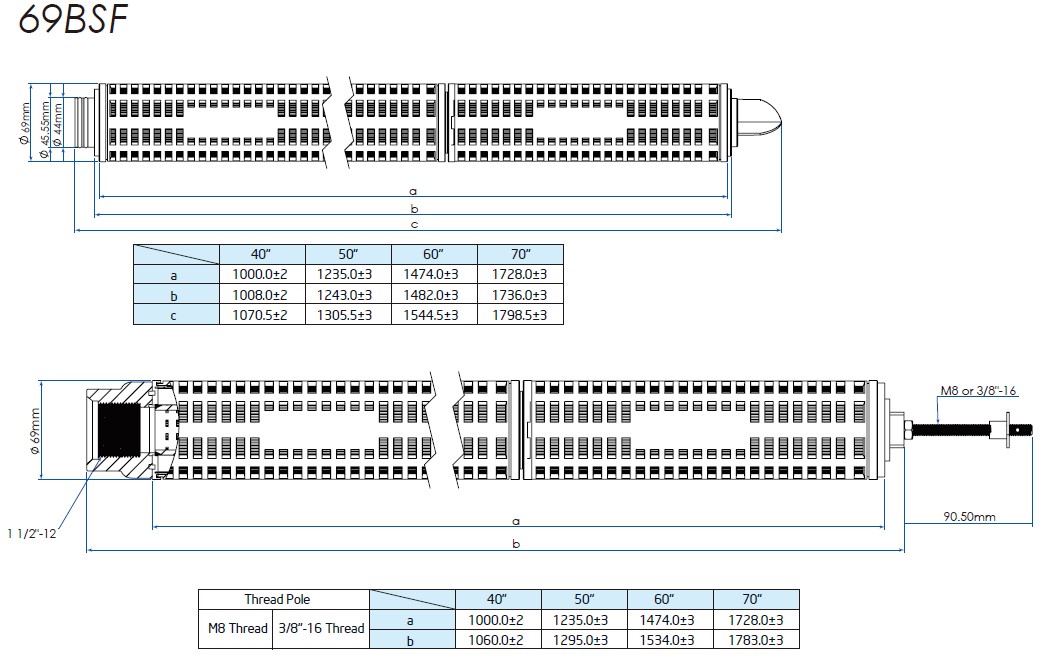 69BSF
Ø 69mm
Ø 45.55mm
Ø 44mm
a
b
c
40" 50" 60" 70"
a 1000.0±2 1235.0±3 1474.0±3 1728.0±3
b 1008.0±2 1243.0±3 1482.0±3 1736.0±3
c 1070.5±2 1305.5±3 1544.5±3 1798.5±3
M8 or 3/8"-16
Ø 69mm
1 1/2"-12
90.50mm
a
b
Thread Pole 40" 50" 60" 70"
M8 Thread 3/8"-16 Thread
a 1000.0±2 1235.0±3 1474.0±3 1728.0±3
b 1060.0±2 1295.0±3 1534.0±3 1783.0±3